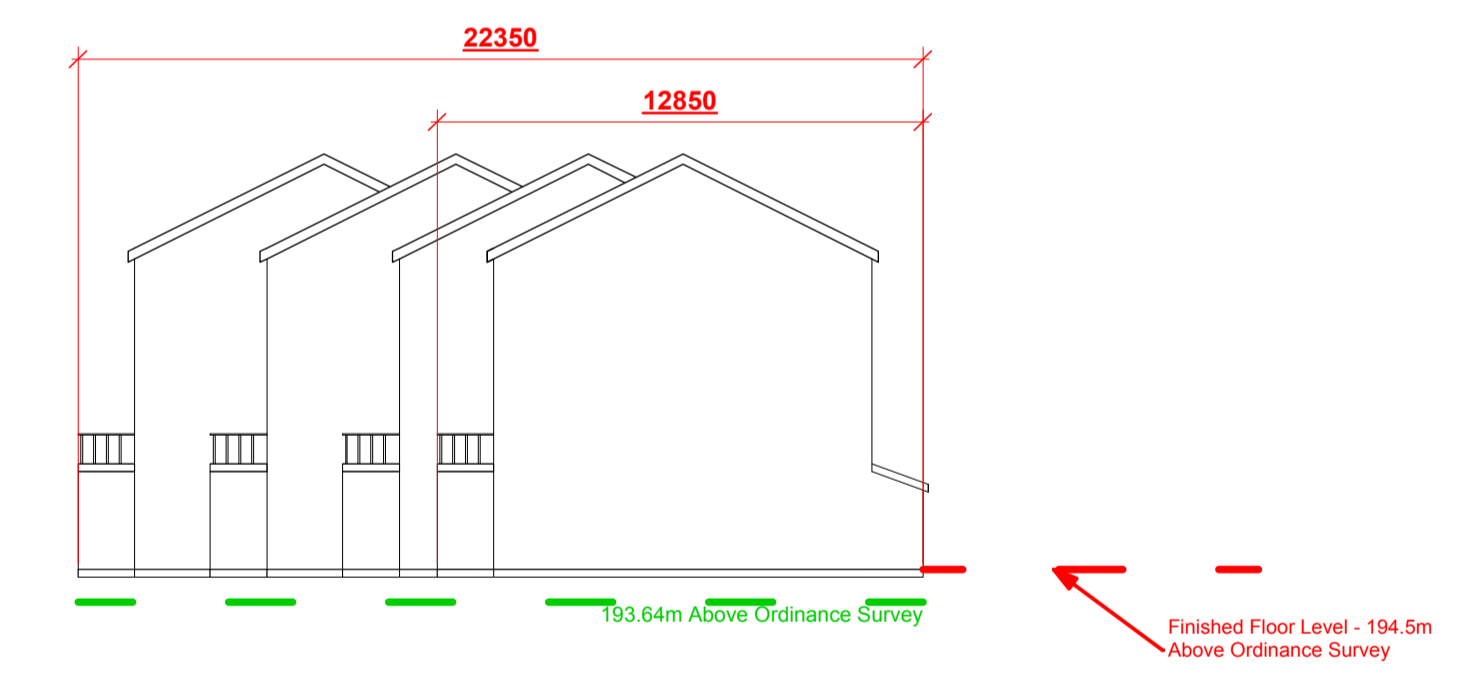 22350
12850
193.64m Above Ordinance Survey
Finished Floor Level - 194.5m
Above Ordinance Survey